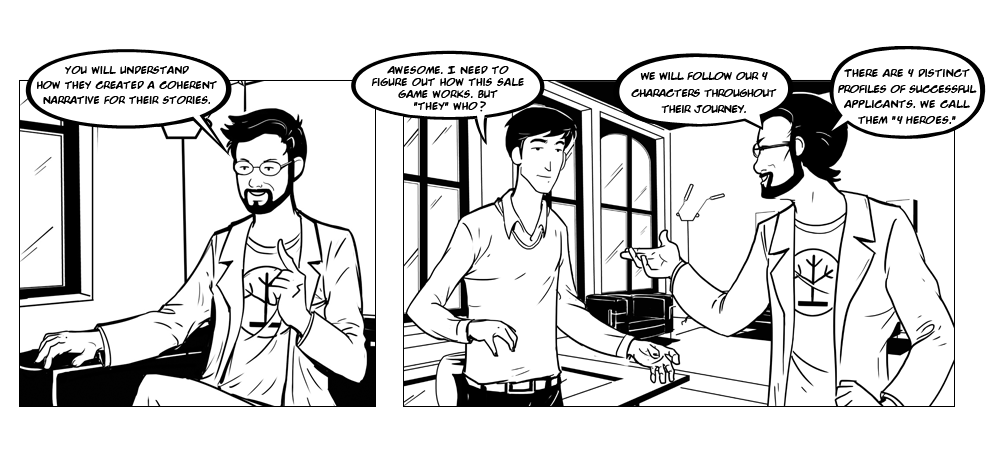 YOU WILL UNDERSTAND
HOW THEY CREATED A COHERENT
NARRATIVE FOR THEIR STORIES.
AWESOME. I NEED TO
FIGURE OUT HOW THIS SALE
GAME WORKS. BUT
"THEY" WHO?
WE WILL FOLLOW OUR 4
CHARACTERS THROUGHOUT
THEIR JOURNEY.
THERE ARE 4 DISTINCT
PROFILES OF SUCCESSFUL
APPLICANTS. WE CALL
THEM "4 HEROES."